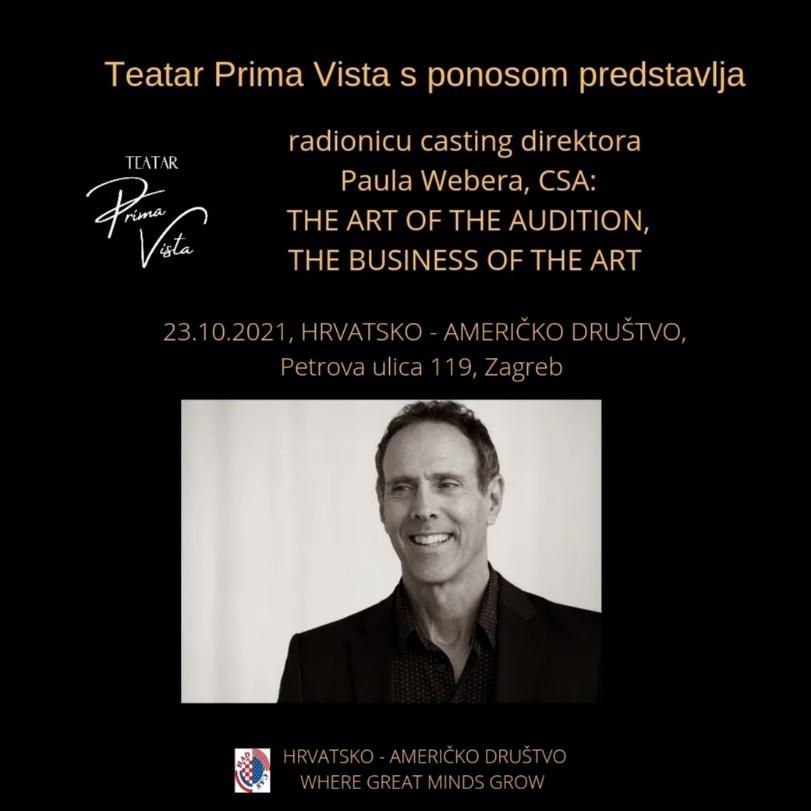 Teatar Prima Vista s ponosom predstavlja
TEATAR
Prima
Vista
radionicu casting direktora
Paula Webera, CSA:
THE ART OF THE AUDITION,
THE BUSINESS OF THE ART
23.10.2021, HRVATSKO - AMERIČKO DRUŠTVO,
Petrova ulica 119, Zagreb
HAD
CAS
HRVATSKO - AMERIČKO DRUŠTVO
WHERE GREAT MINDS GROW